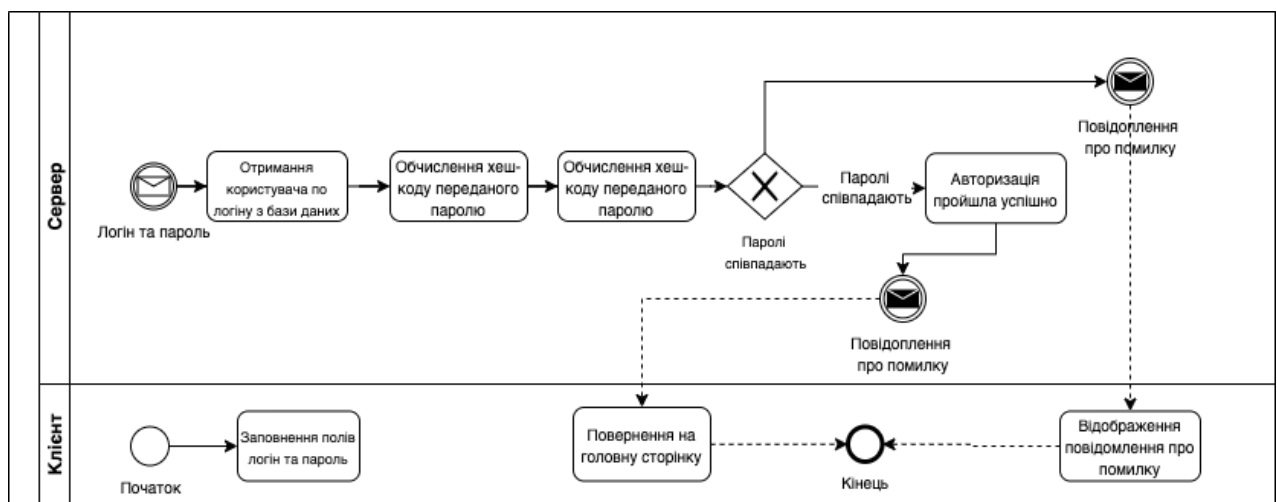 Сервер
Логін та пароль
Отримання
користувача по
логіну з бази даних
Обчислення хеш-
коду переданого
паролю
Обчислення хеш-
коду переданого
паролю
Паролі
співпадають
Паролі
співпадають
Авторизація
пройшла успішно
Повідоплення
про помилку
Повідоплення
про помилку
Клієнт
Початок
Заповнення полів
логін та пароль
Повернення на
головну сторінку
Кінець
Відображення
повідомлення про
помилку